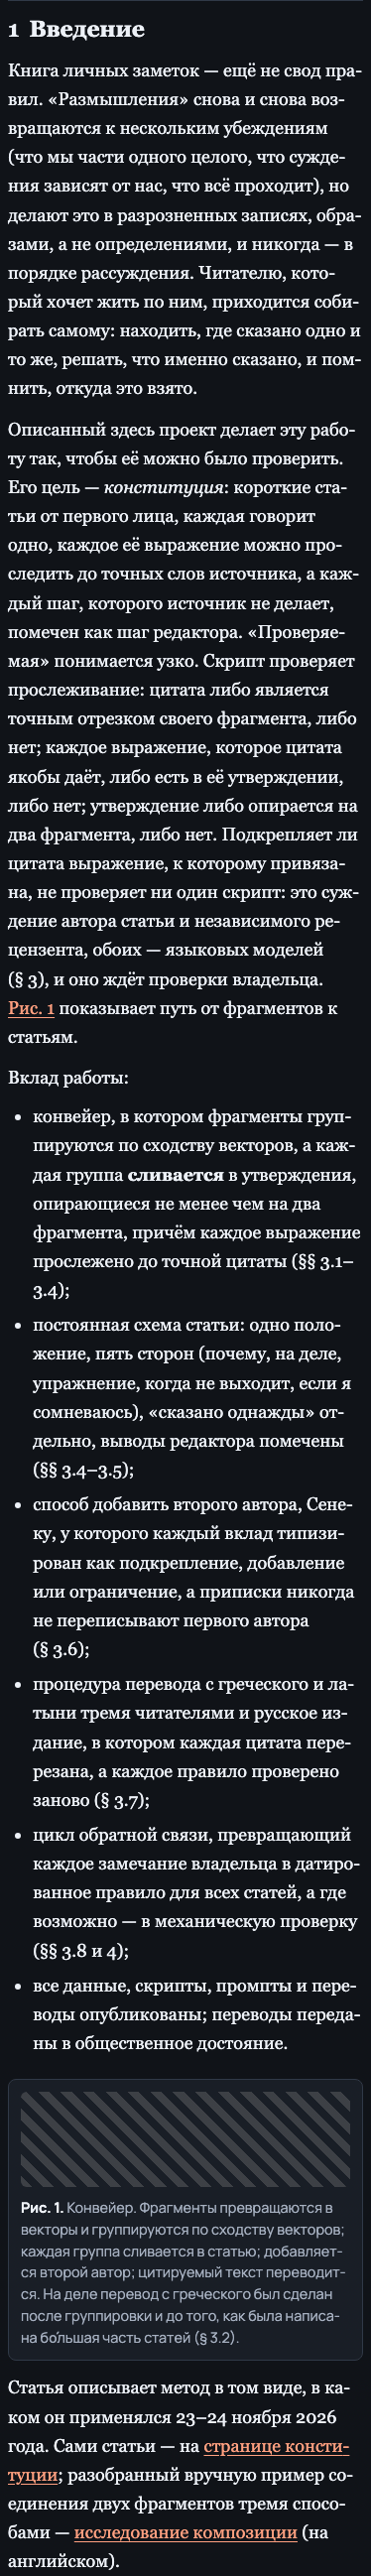 1 Введение
Книга личных заметок — ещё не свод пра-
вил. «Размышления» снова и снова воз-
вращаются к нескольким убеждениям
(что мы части одного целого, что сужде-
ния зависят от нас, что всё проходит), но
делают это в разрозненных записях, обра-
зами, а не определениями, и никогда — в
порядке рассуждения. Читателю, кото-
рый хочет жить по ним, приходится соби-
рать самому: находить, где сказано одно и
то же, решать, что именно сказано, и пом-
нить, откуда это взято.
Описанный здесь проект делает эту рабо-
ту так, чтобы её можно было проверить.
Его цель — конституция: короткие ста-
тьи от первого лица, каждая говорит
одно, каждое её выражение можно про-
следить до точных слов источника, а каж-
дый шаг, которого источник не делает,
помечен как шаг редактора. «Проверяе-
мая» понимается узко. Скрипт проверяет
прослеживание: цитата либо является
точным отрезком своего фрагмента, либо
нет; каждое выражение, которое цитата
якобы даёт, либо есть в её утверждении,
либо нет; утверждение либо опирается на
два фрагмента, либо нет. Подкрепляет ли
цитата выражение, к которому привяза-
на, не проверяет ни один скрипт: это суж-
дение автора статьи и независимого ре-
цензента, обоих — языковых моделей
(§ 3), и оно ждёт проверки владельца.
Рис. 1 показывает путь от фрагментов к
статьям.
Вклад работы:
• конвейер, в котором фрагменты груп-
пируются по сходству векторов, а каж-
дая группа сливается в утверждения,
опирающиеся не менее чем на два
фрагмента, причём каждое выражение
прослежено до точной цитаты (§§ 3.1–
3.4);
• постоянная схема статьи: одно поло-
жение, пять сторон (почему, на деле,
упражнение, когда не выходит, если я
сомневаюсь), «сказано однажды» от-
дельно, выводы редактора помечены
(§§ 3.4–3.5);
• способ добавить второго автора, Сене-
ку, у которого каждый вклад типизи-
рован как подкрепление, добавление
или ограничение, а приписки никогда
не переписывают первого автора
(§ 3.6);
• процедура перевода с греческого и ла-
тыни тремя читателями и русское из-
дание, в котором каждая цитата пере-
резана, а каждое правило проверено
заново (§ 3.7);
• цикл обратной связи, превращающий
каждое замечание владельца в датиро-
ванное правило для всех статей, а где
возможно — в механическую проверку
(§§ 3.8 и 4);
• все данные, скрипты, промпты и пере-
воды опубликованы; переводы переда-
ны в общественное достояние.
Рис. 1. Конвейер. Фрагменты превращаются в
векторы и группируются по сходству векторов;
каждая группа сливается в статью; добавляет-
ся второй автор; цитируемый текст переводит-
ся. На деле перевод с греческого был сделан
после группировки и до того, как была написа-
на бо́льшая часть статей (§ 3.2).
Статья описывает метод в том виде, в ка-
ком он применялся 23–24 ноября 2026
года. Сами статьи — на странице консти-
туции; разобранный вручную пример со-
единения двух фрагментов тремя спосо-
бами — исследование композиции (на
английском).